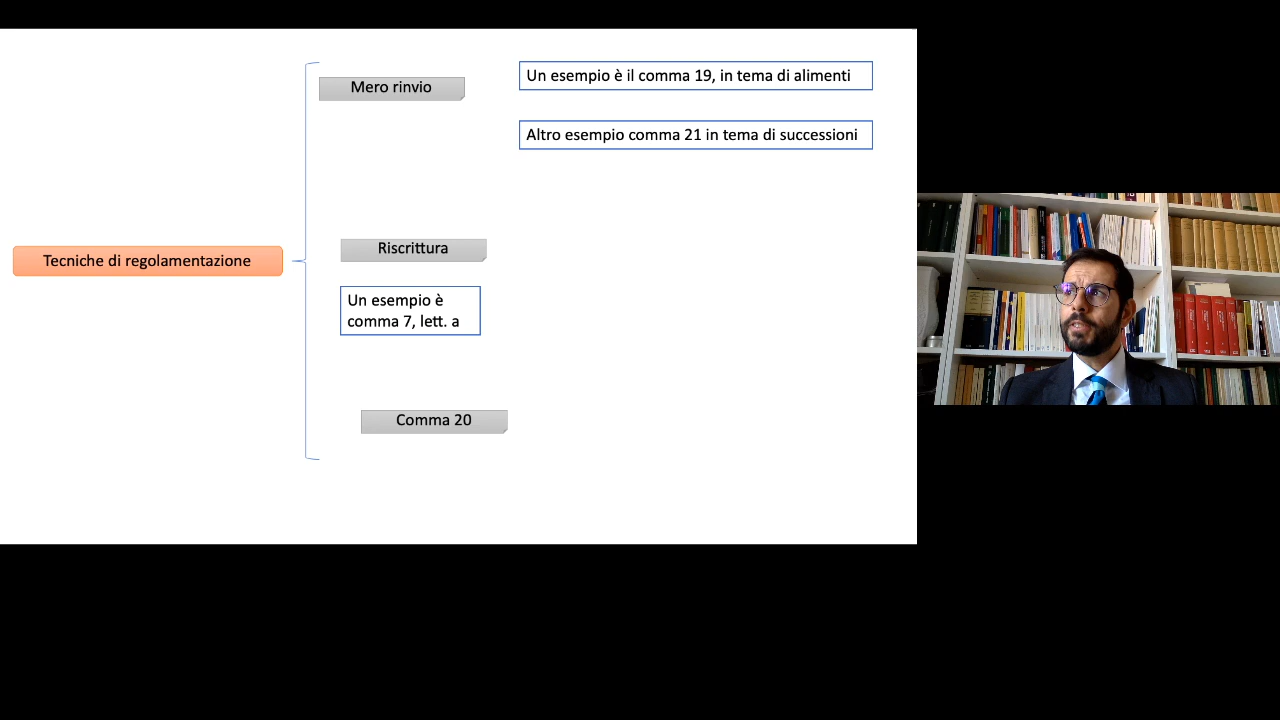 Mero rinvio
Un esempio è il comma 19, in tema di alimenti
Altro esempio comma 21 in tema di successioni
Tecniche di regolamentazione
Riscrittura
Un esempio è
comma 7, lett. a
Comma 20